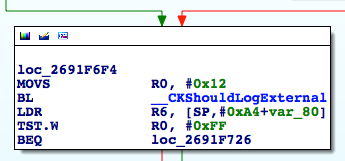 loc_2691F6F4
MOVS R0, #0x12
BL __CKShouldLogExternal
LDR R6, [SP,#0xA4+var_80]
TST.W R0, #0xFF
BEQ loc_2691F726